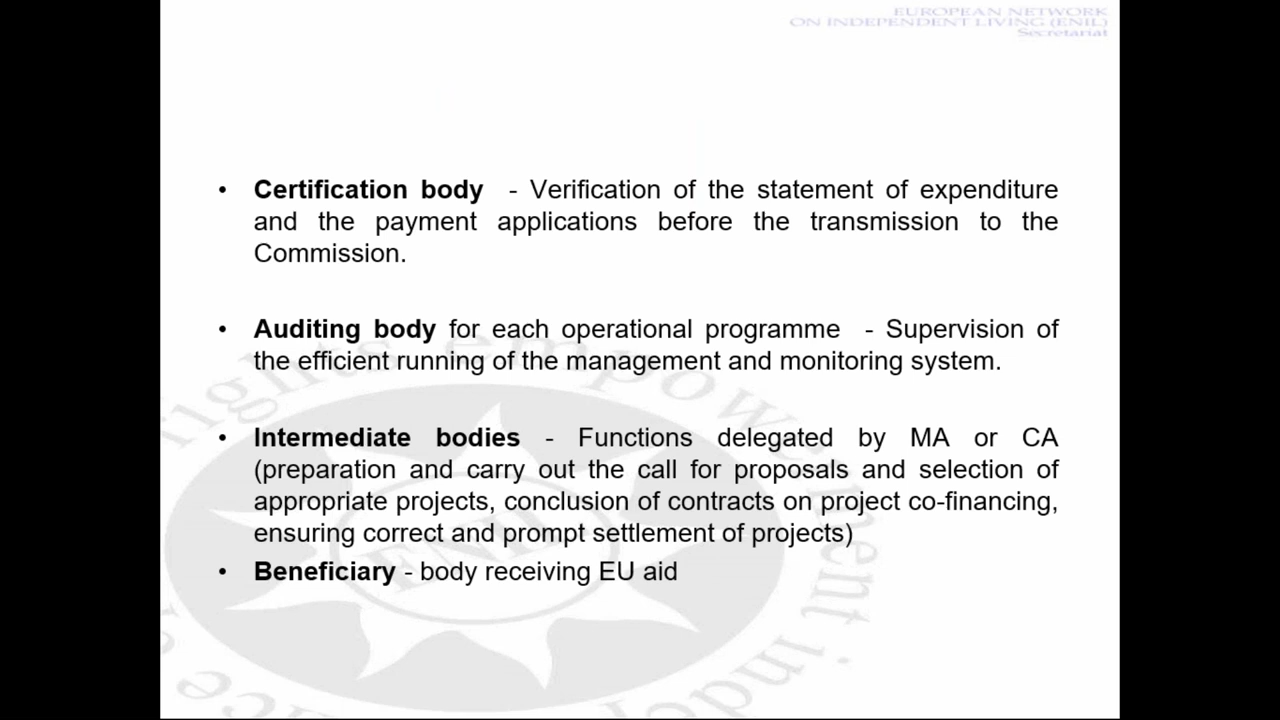 EUROPEAN NETWORK
ON INDEPENDENT LIVING (ENIL)
Secretariat
• Certification body - Verification of the statement of expenditure
and the payment applications before the transmission to the
Commission.
• Auditing body for each operational programme - Supervision of
the efficient running of the management and monitoring system.
• Intermediate bodies - Functions delegated by MA or CA
(preparation and carry out the call for proposals and selection of
appropriate projects, conclusion of contracts on project co-financing,
ensuring correct and prompt settlement of projects)
• Beneficiary - body receiving EU aid
rights empowerment
ENIL